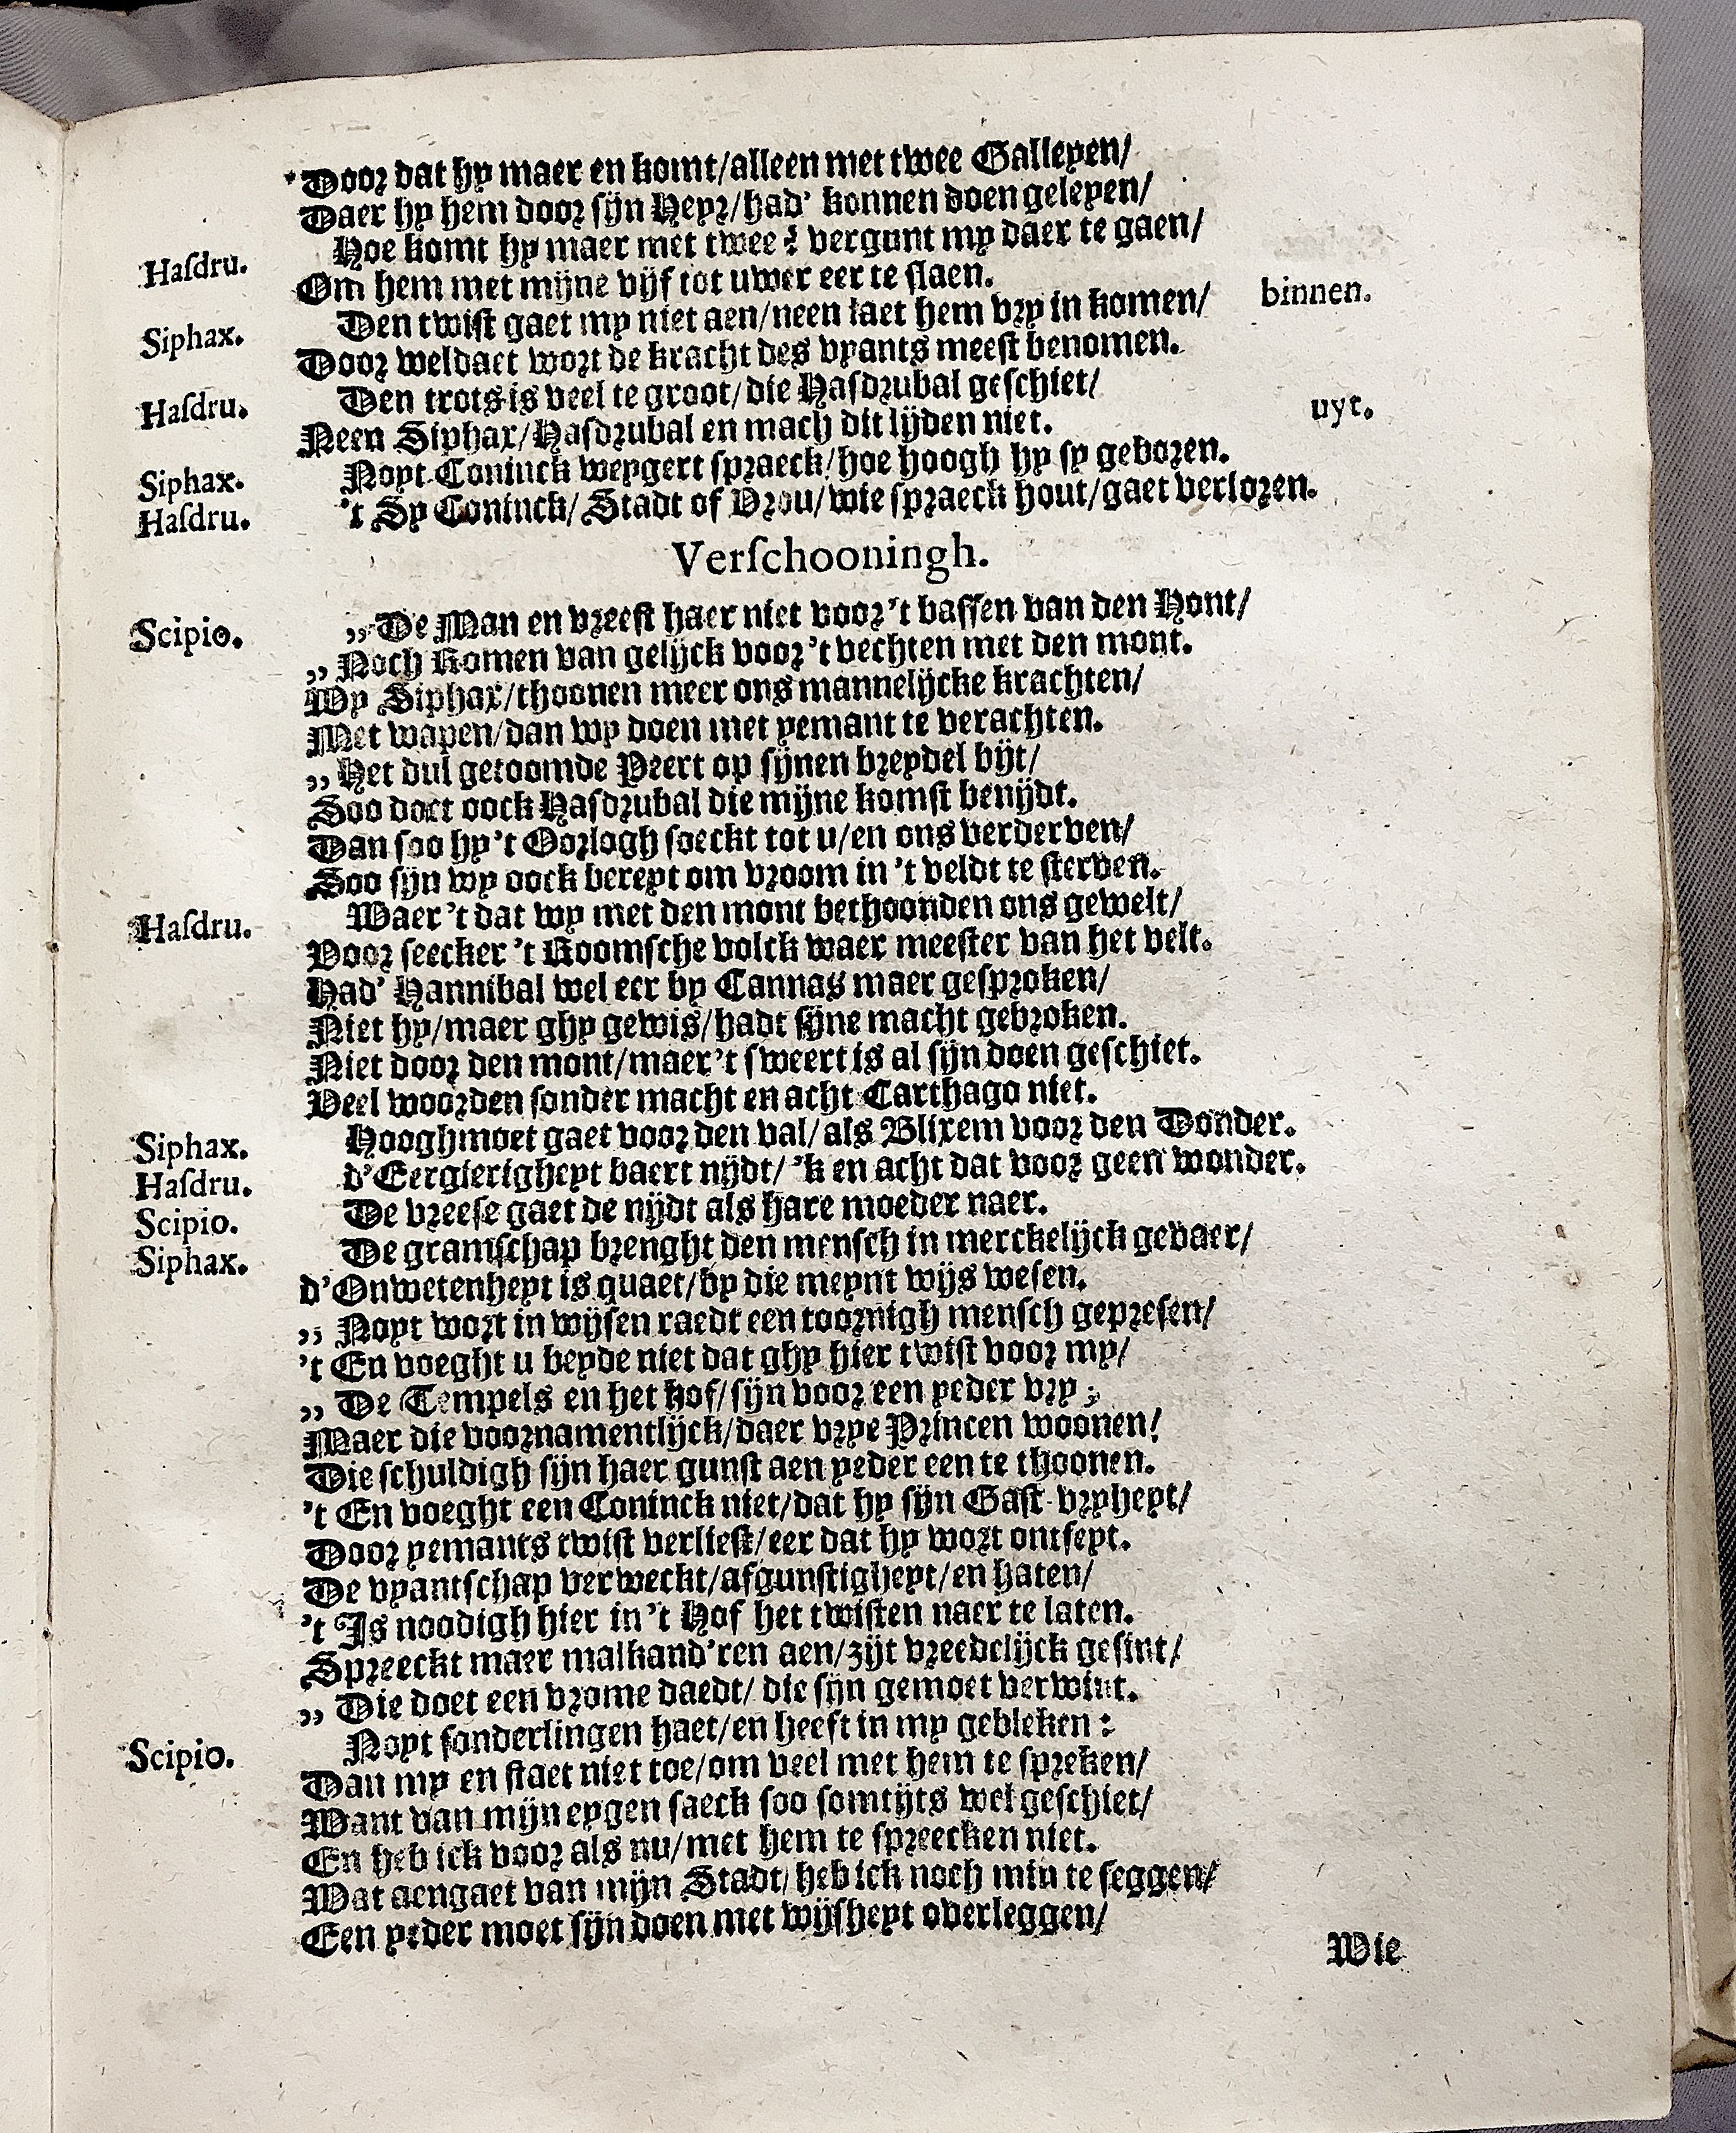 Door dat hy maer en komt/alleen met twee Galleyen/
Daer hy hem door sijn Heyr/had' konnen doen geleyen/
Hasdru. Hoe komt hy maer met twee? vergunt my daer te gaen/
Om hem met mijne vijf tot uwer eer te slaen.
Siphax. Den twist gaet my niet aen/neen laet hem vry in komen/ binnen.
Door weldaet wort de kracht des vyants meest benomen.
Hasdru. Den trots is veel te groot/die Hasdrubal geschiet/
Neen Siphax/Hasdrubal en mach dit lijden niet. uyt.
Siphax. Noyt Coninck weygert spraeck/hoe hoogh hy sy geboren.
Hasdru. 't Sy Coninck/Stadt of Vrou/wie spraeck hout/gaet verloren.
Verschooningh.
Scipio. ,, De Man en vreest haer niet voor 't bassen van den Hont/
,, Noch Romen van gelijck voor 't vechten met den mont.
Wy Siphax/thoonen meer ons mannelijcke krachten/
Met wapen/dan wy doen met yemant te verachten.
,, Het dul getoomde Peert op sijnen breydel bijt/
Soo doet oock Hasdrubal die mijne komst benijdt.
Dan soo hy 't Oorlogh soeckt tot u/en ons verderven/
Soo sijn wy oock bereyt om vroom in 't veldt te sterven.
Hasdru. Waer 't dat wy met den mont bethoonden ons gewelt/
Voor seecker 't Roomsche volck waer meester van het velt.
Had' Hannibal wel eer by Cannas maer gesproken/
Niet hy/maer ghy gewis/hadt sijne macht gebroken.
Niet door den mont/maer 't sweert is al sijn doen geschiet.
Veel woorden sonder macht en acht Carthago niet.
Siphax. Hooghmoet gaet voor den val/als Blixem voor den Donder.
Hasdru. d'Eergierigheyt baert nijdt/'k en acht dat voor geen wonder.
Scipio. De vreese gaet de nijdt als hare moeder naer.
Siphax. De gramschap brenght den mensch in merckelijck gevaer/
d'Onwetenheyt is quaet/by die meynt wijs wesen.
,, Noyt wort in wijsen raedt een toornigh mensch gepresen/
't En voeght u beyde niet dat ghy hier twist voor my/
,, De Tempels en het hof/sijn voor een yeder vry;
Maer die voornamentlijck/daer vrye Princen woonen!
Die schuldigh sijn haer gunst aen yeder een te thoonen.
't En voeght een Coninck niet/dat hy sijn Gast-vryheyt/
Door yemants twist verliest/eer dat hy wort ontseyt.
De vyantschap verweckt/afgunstigheyt/en haten/
't Is noodigh hier in 't Hof het twisten naer te laten.
Spreeckt maer malkand'ren aen/zijt vreedelijck gesint/
,, Die doet een vrome daedt/die sijn gemoet verwint.
Scipio. Noyt sonderlingen haet/en heeft in my gebleken:
Dan my en staet niet toe/om veel met hem te spreken/
Want van mijn eygen saeck soo somtijts wel geschiet/
En heb ick voor als nu/met hem te spreecken niet.
Wat aengaet van mijn Stadt/heb ick noch min te seggen/
Een yeder moet sijn doen met wijsheyt overleggen/
Wie